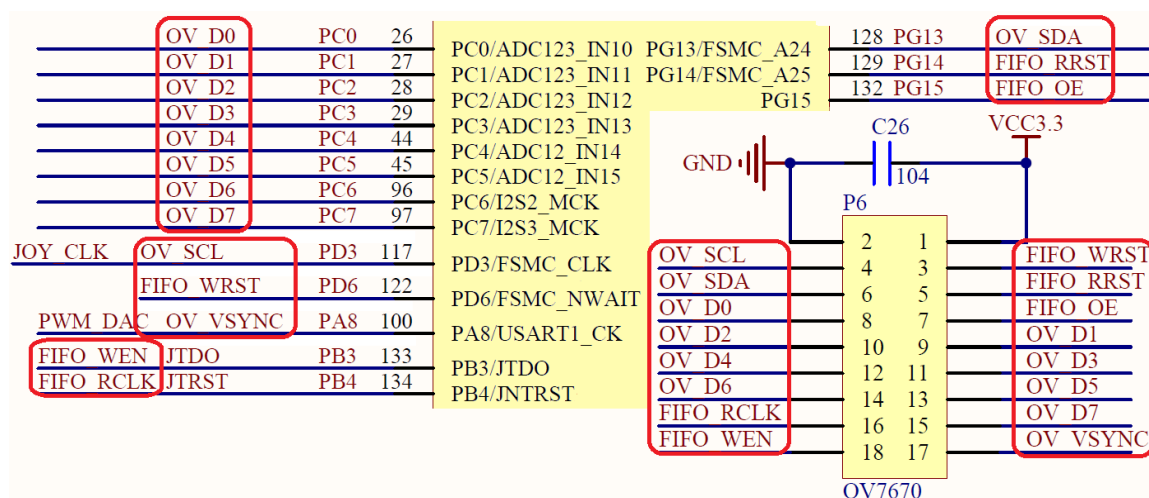 OV_D0 PC0 26 PC0/ADC123_IN10 PG13/FSMC_A24 128 PG13 OV_SDA
OV_D1 PC1 27 PC1/ADC123_IN11 PG14/FSMC_A25 129 PG14 FIFO_RRST
OV_D2 PC2 28 PC2/ADC123_IN12 PG15 132 PG15 FIFO_OE
OV_D3 PC3 29 PC3/ADC123_IN13
OV_D4 PC4 44 PC4/ADC12_IN14
OV_D5 PC5 45 PC5/ADC12_IN15
OV_D6 PC6 96 PC6/I2S2_MCK
OV_D7 PC7 97 PC7/I2S3_MCK
JOY_CLK OV_SCL PD3 117 PD3/FSMC_CLK
FIFO_WRST PD6 122 PD6/FSMC_NWAIT
PWM_DAC OV_VSYNC PA8 100 PA8/USART1_CK
FIFO_WEN JTDO PB3 133 PB3/JTDO
FIFO_RCLK JTRST PB4 134 PB4/JNTRST
C26 VCC3.3
GND
104
P6
2 1
OV_SCL 4 3 FIFO_WRST
OV_SDA 6 5 FIFO_RRST
OV_D0 8 7 FIFO_OE
OV_D2 10 9 OV_D1
OV_D4 12 11 OV_D3
OV_D6 14 13 OV_D5
FIFO_RCLK 16 15 OV_D7
FIFO_WEN 18 17 OV_VSYNC
OV7670